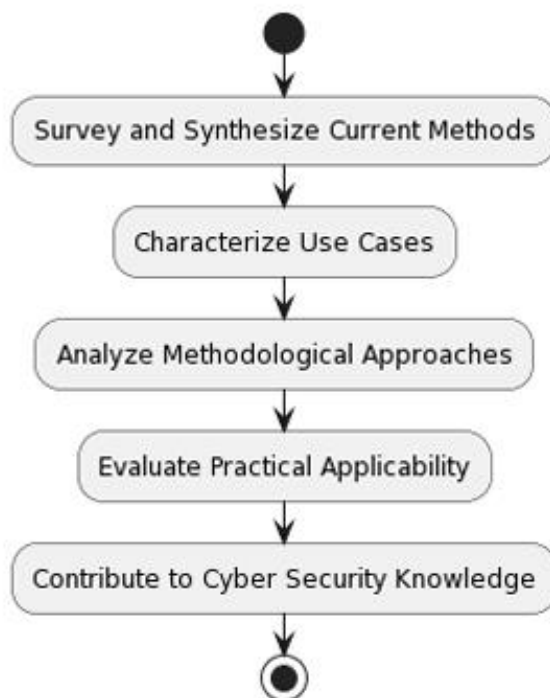 Survey and Synthesize Current Methods
Characterize Use Cases
Analyze Methodological Approaches
Evaluate Practical Applicability
Contribute to Cyber Security Knowledge